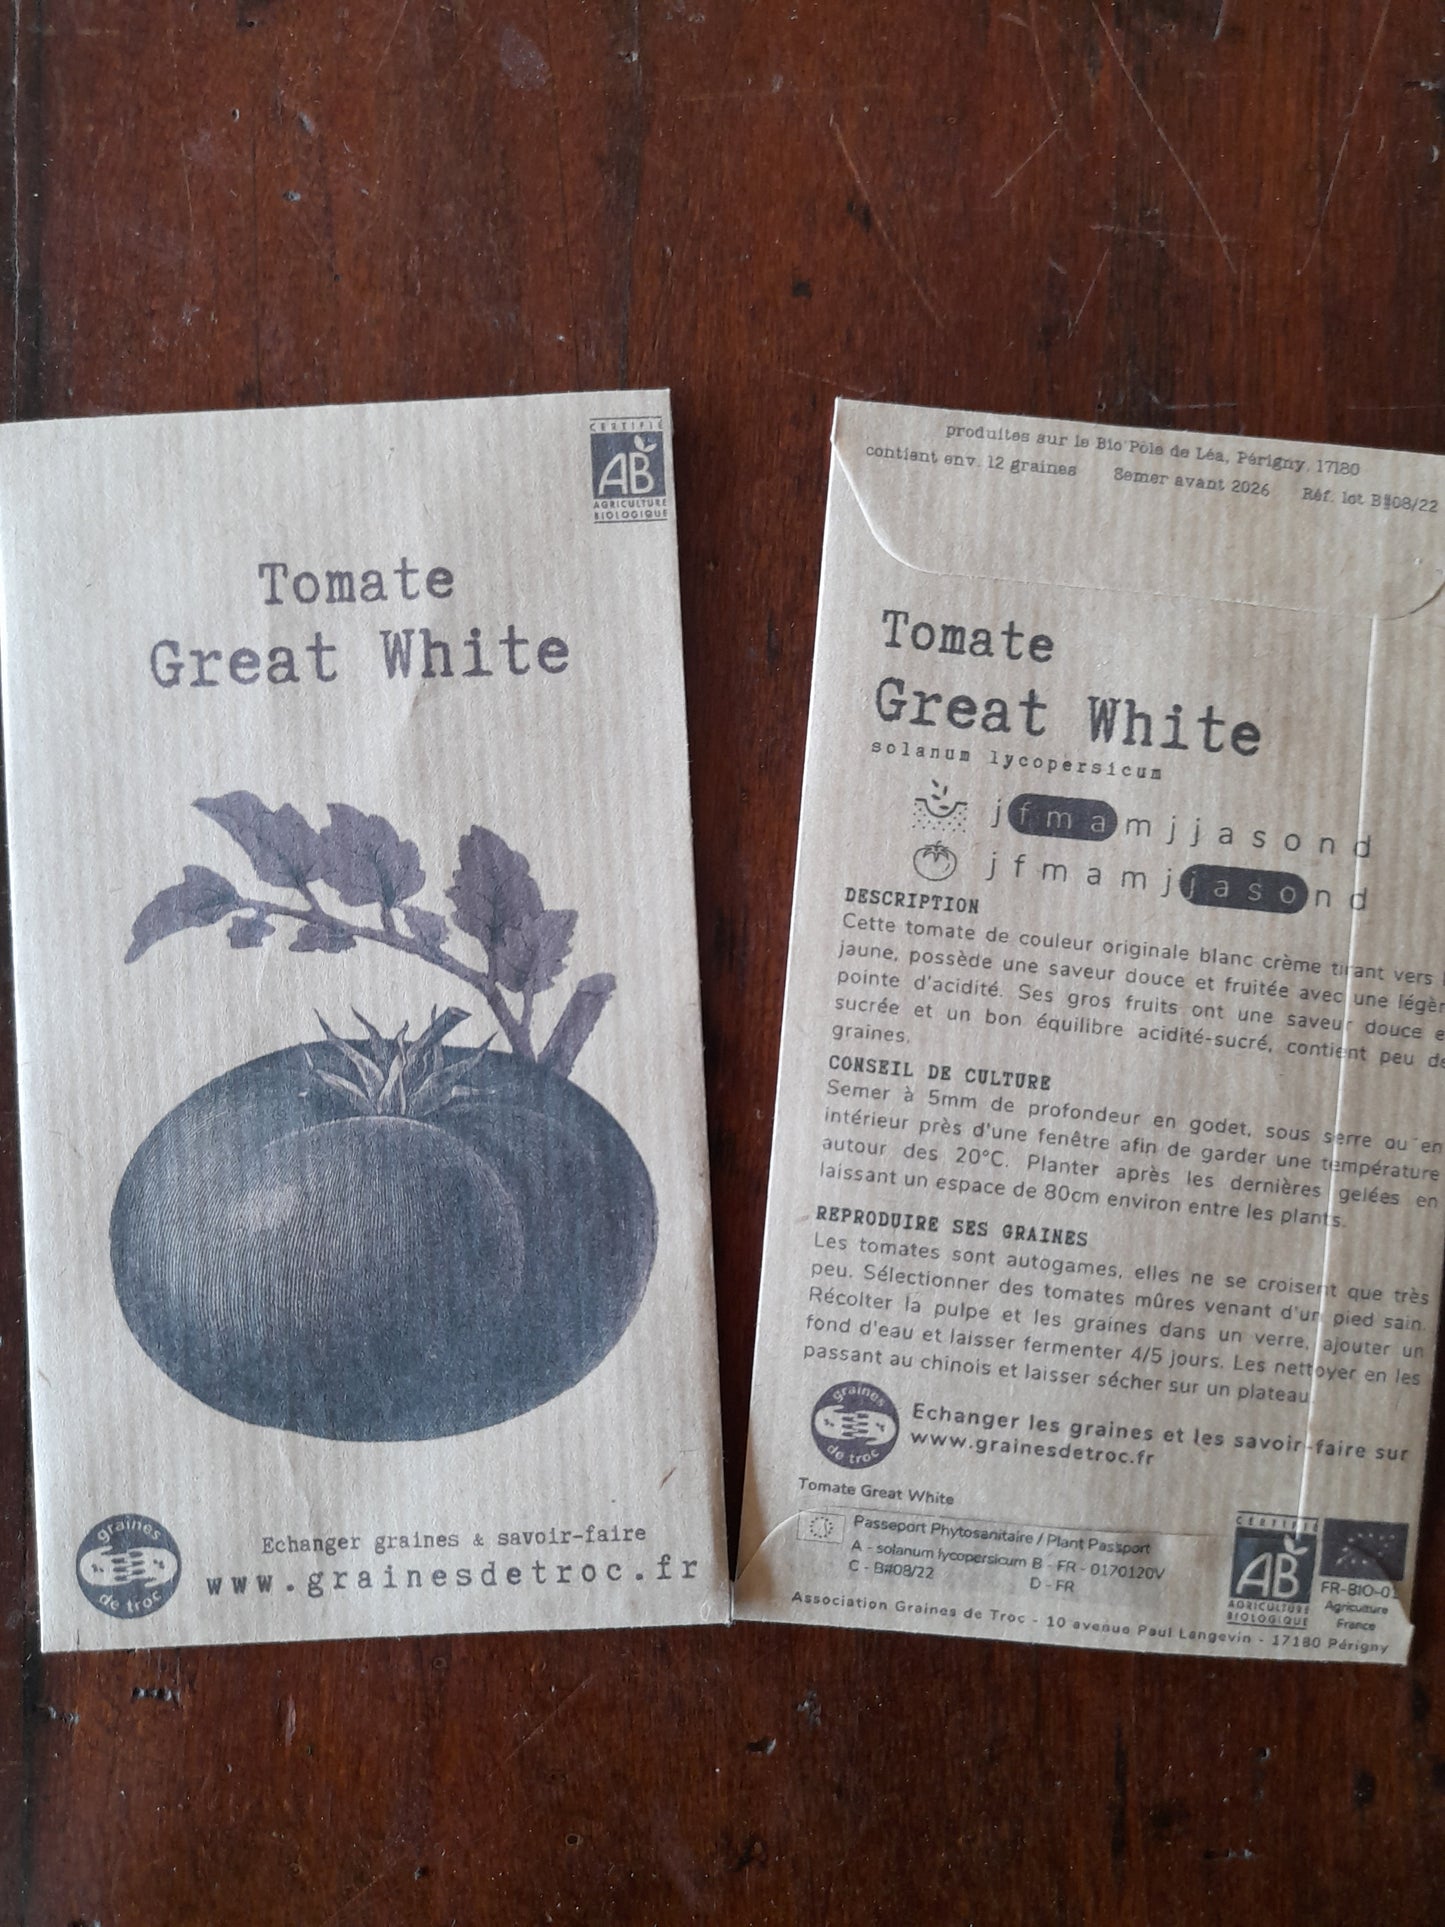 CERTIFIÉ
AB
AGRICULTURE
BIOLOGIQUE
Tomate
Great White
graines
de troc
Echanger graines & savoir-faire
www.grainesdetroc.fr
produites sur le Bio'Pôle de Léa, Périgny, 17180
contient env. 12 graines Semer avant 2026 Réf. lot B#08/22
Tomate
Great White
solanum lycopersicum
j f m a m j j a s o n d
j f m a m j j a s o n d
DESCRIPTION
Cette tomate de couleur originale blanc crème tirant vers
jaune, possède une saveur douce et fruitée avec une
pointe d'acidité. Ses gros fruits ont une saveur douce
sucrée et un bon équilibre acidité-sucré, contient peu de
graines.
CONSEIL DE CULTURE
Semer à 5mm de profondeur en godet, sous serre ou en
intérieur près d'une fenêtre afin de garder une température
autour des 20°C. Planter après les dernières gelées en
laissant un espace de 80cm environ entre les plants.
REPRODUIRE SES GRAINES
Les tomates sont autogames, elles ne se croisent que très
peu. Sélectionner des tomates mûres venant d'un pied sain.
Récolter la pulpe et les graines dans un verre, ajouter un
fond d'eau et laisser fermenter 4/5 jours. Les nettoyer en les
passant au chinois et laisser sécher sur un plateau.
graines
de troc
Echanger les graines et les savoir-faire sur
www.grainesdetroc.fr
Tomate Great White
Passeport Phytosanitaire / Plant Passport
A - solanum lycopersicum B - FR - 0170120V
C - B#08/22 D - FR
CERTIFIÉ
AB
AGRICULTURE
BIOLOGIQUE
FR-BIO-01
Agriculture
France
Association Graines de Troc - 10 avenue Paul Langevin - 17180 Périgny